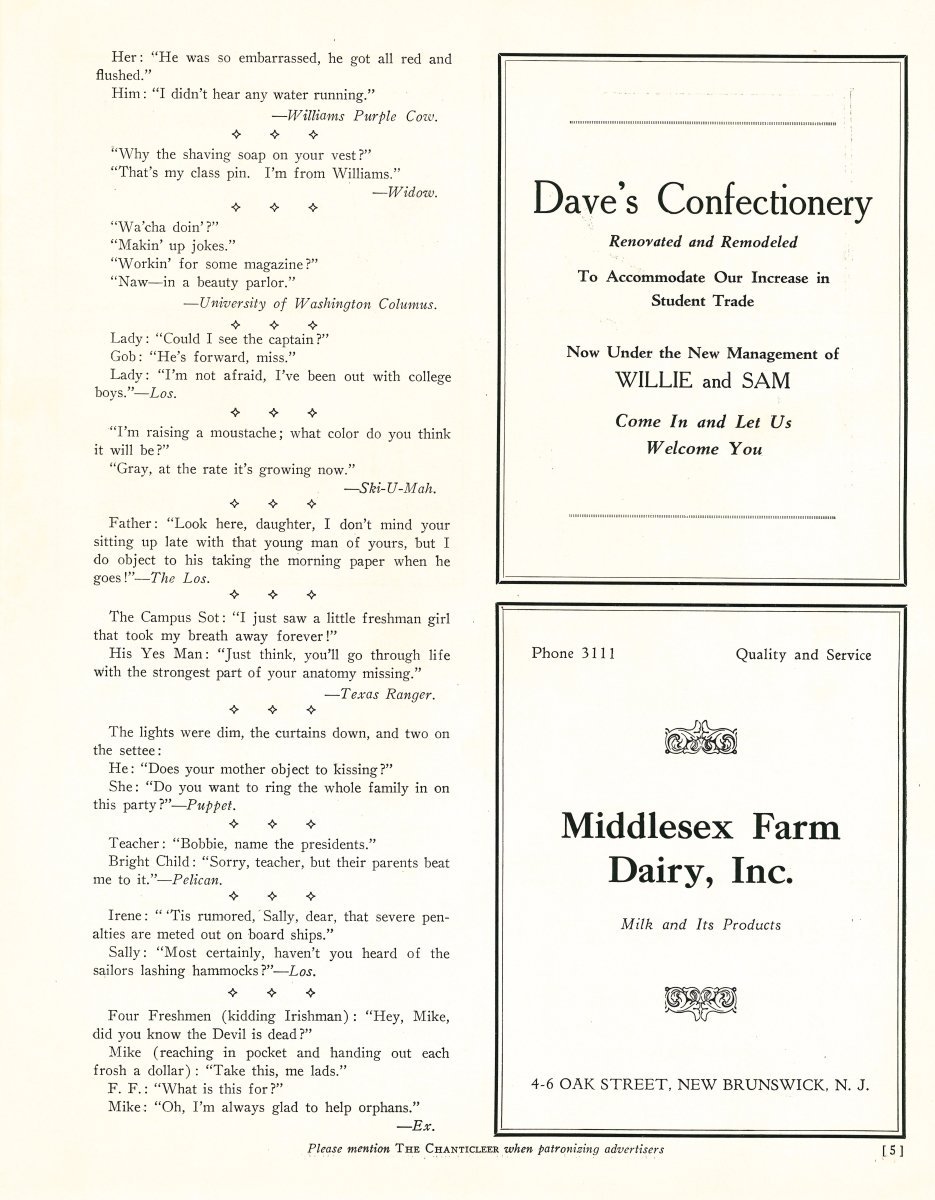 Her: “He was so embarrassed, he got all red and
flushed.”
Him: “I didn’t hear any water running.”
—Williams Purple Cow.
“Why the shaving soap on your vest?”
“That’s my class pin. I’m from Williams.”
—Widow.
“Wa’cha doin’?”
“Makin’ up jokes.”
“Workin’ for some magazine?”
“Naw—in a beauty parlor.”
—University of Washington Columus.
Lady: “Could I see the captain?”
Gob: “He’s forward, miss.”
Lady: “I’m not afraid, I’ve been out with college
boys.”—Los.
“I’m raising a moustache; what color do you think
it will be?”
“Gray, at the rate it’s growing now.”
—Ski-U-Mah.
Father: “Look here, daughter, I don’t mind your
sitting up late with that young man of yours, but I
do object to his taking the morning paper when he
goes!”—The Los.
The Campus Sot: “I just saw a little freshman girl
that took my breath away forever!”
His Yes Man: “Just think, you’ll go through life
with the strongest part of your anatomy missing.”
—Texas Ranger.
The lights were dim, the curtains down, and two on
the settee:
He: “Does your mother object to kissing?”
She: “Do you want to ring the whole family in on
this party?”—Puppet.
Teacher: “Bobbie, name the presidents.”
Bright Child: “Sorry, teacher, but their parents beat
me to it.”—Pelican.
Irene: “ ’Tis rumored, Sally, dear, that severe pen-
alties are meted out on board ships.”
Sally: “Most certainly, haven’t you heard of the
sailors lashing hammocks?”—Los.
Four Freshmen (kidding Irishman): “Hey, Mike,
did you know the Devil is dead?”
Mike (reaching in pocket and handing out each
frosh a dollar): “Take this, me lads.”
F. F.: “What is this for?”
Mike: “Oh, I’m always glad to help orphans.”
—Ex.
Dave’s Confectionery
Renovated and Remodeled
To Accommodate Our Increase in
Student Trade
Now Under the New Management of
WILLIE and SAM
Come In and Let Us
Welcome You
Phone 3111 Quality and Service
Middlesex Farm
Dairy, Inc.
Milk and Its Products
4-6 OAK STREET, NEW BRUNSWICK, N. J.
Please mention THE CHANTICLEER when patronizing advertisers
[ 5 ]